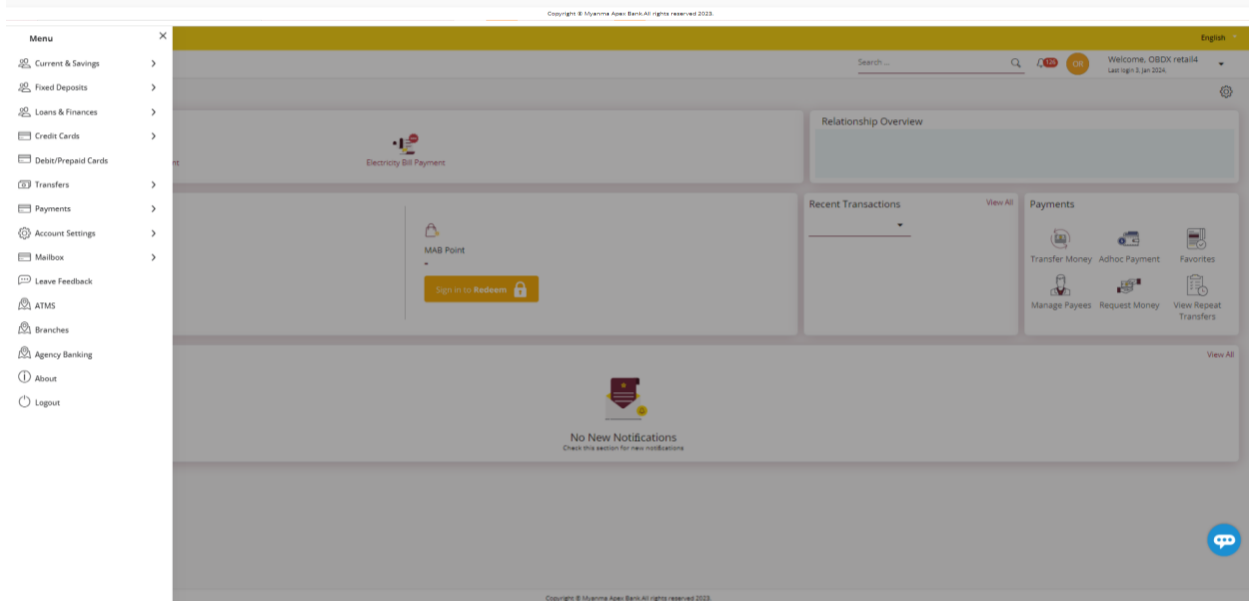 Copyright © Myanma Apex Bank.All rights reserved 2023.
Menu
English
Current & Savings
Fixed Deposits
Loans & Finances
Credit Cards
Debit/Prepaid Cards
Transfers
Payments
Account Settings
Mailbox
Leave Feedback
ATMS
Branches
Agency Banking
About
Logout
Search ...
OR
Welcome, OBDX retail4
Last login 3, Jan 2024.
nt
Electricity Bill Payment
Relationship Overview
MAB Point
-
Sign in to Redeem
Recent Transactions
View All
Payments
Transfer Money
Adhoc Payment
Favorites
Manage Payees
Request Money
View Repeat
Transfers
View All
No New Notifications
Check this section for new notifications
Copyright © Myanma Apex Bank.All rights reserved 2023.